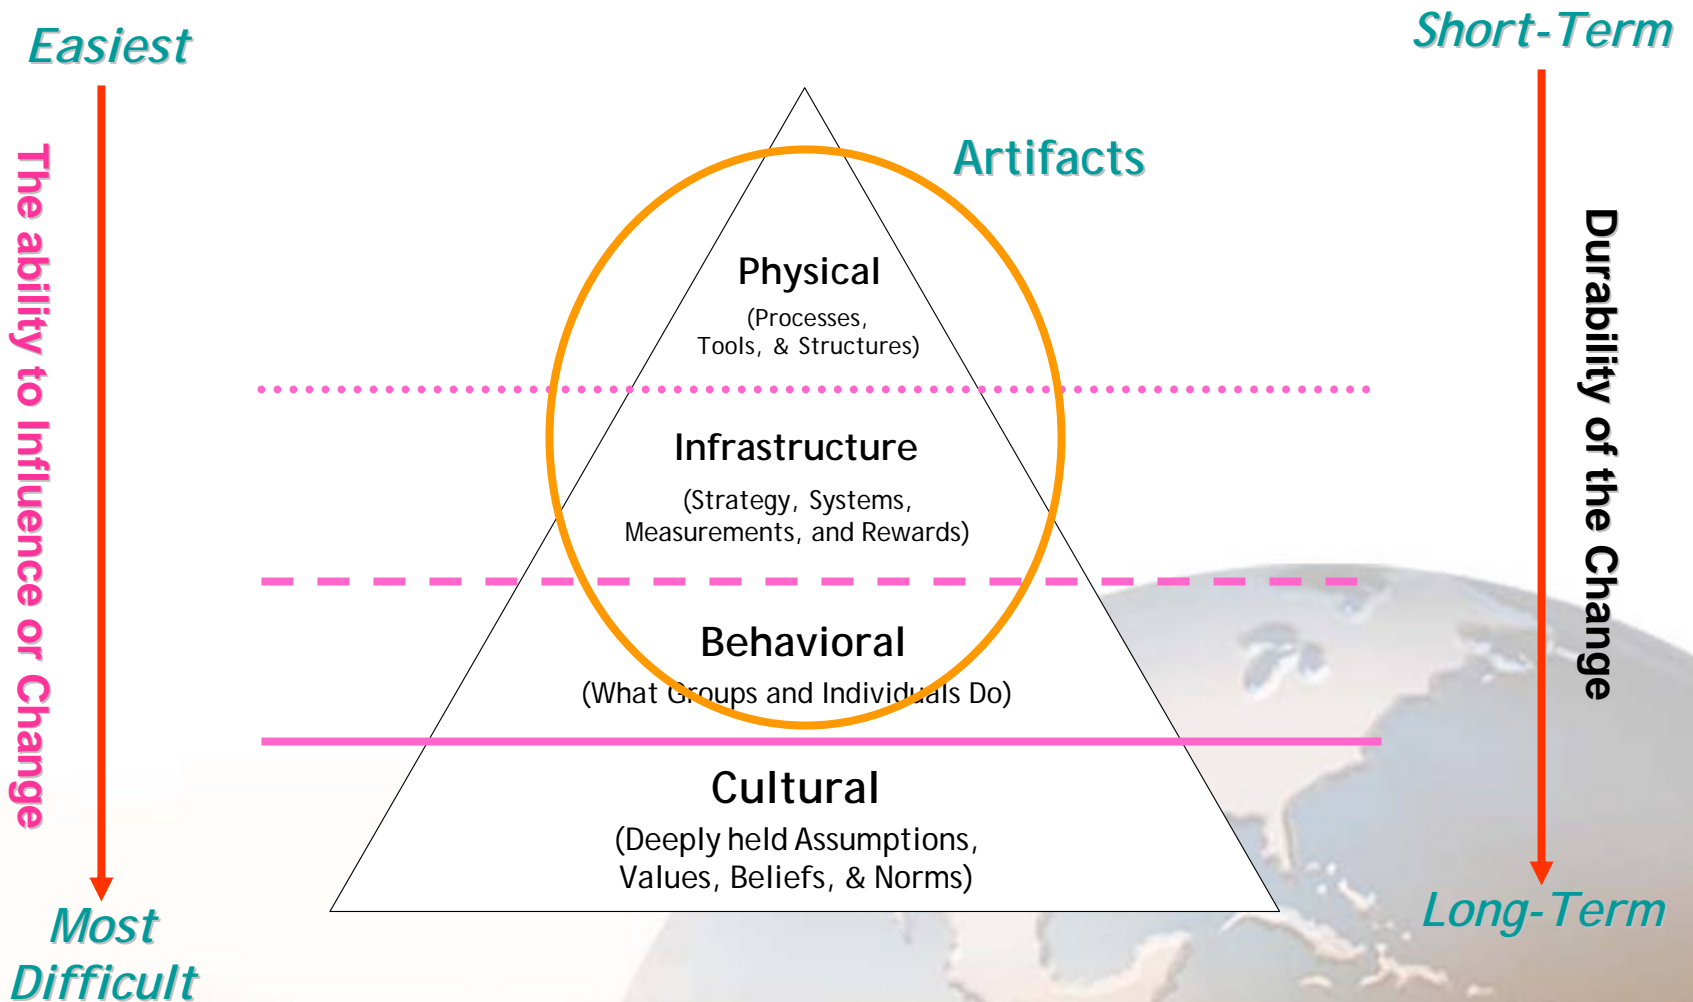 Easiest
Short-Term
The ability to Influence or Change
Artifacts
Durability of the Change
Physical
(Processes,
Tools, & Structures)
Infrastructure
(Strategy, Systems,
Measurements, and Rewards)
Behavioral
(What Groups and Individuals Do)
Cultural
(Deeply held Assumptions,
Values, Beliefs, & Norms)
Most
Difficult
Long-Term